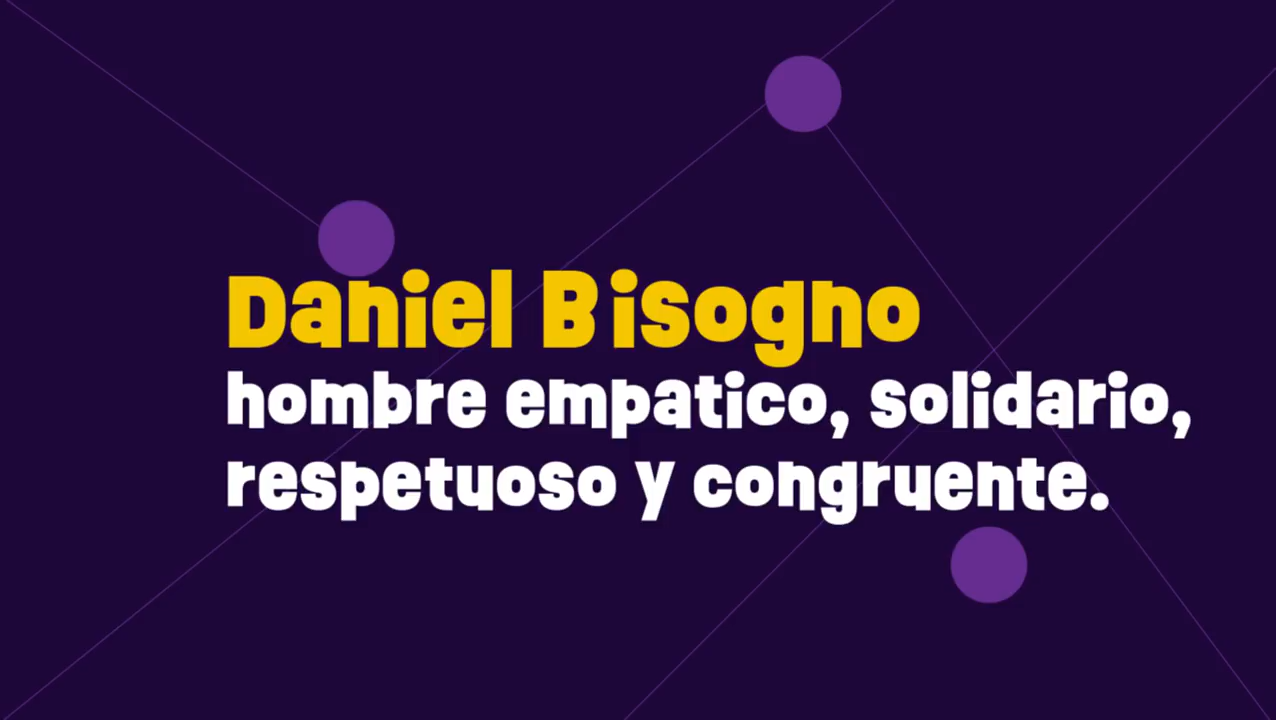 Daniel Bisogno
hombre empatico, solidario,
respetuoso y congruente.